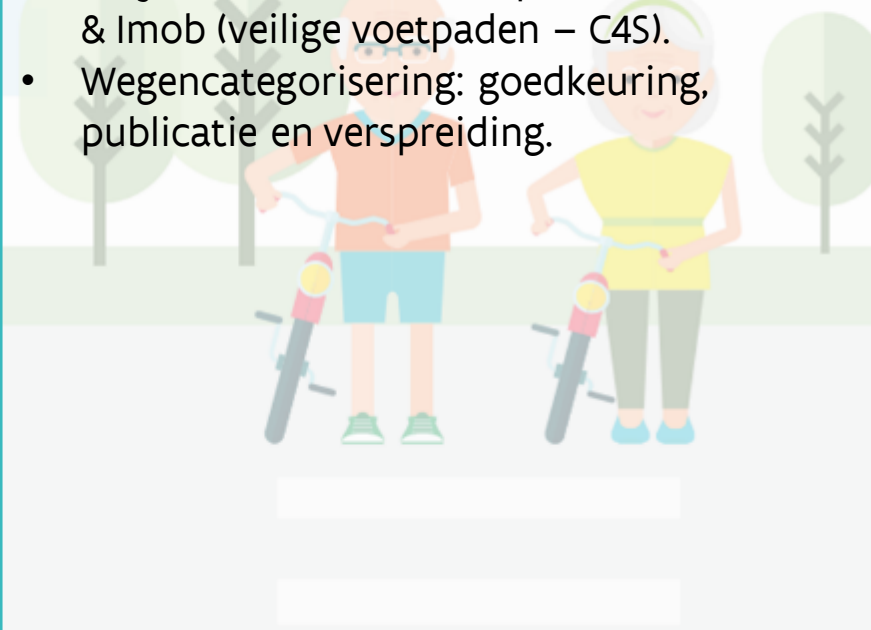 & Imob (veilige voetpaden – C4S).
• Wegencategorisering: goedkeuring,
publicatie en verspreiding.